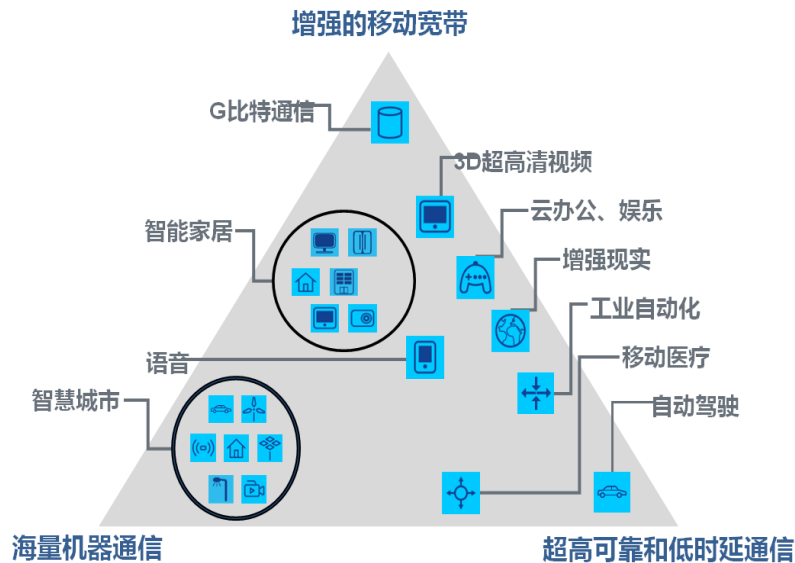 增强的移动宽带
G比特通信
3D超高清视频
云办公、娱乐
智能家居
增强现实
工业自动化
语音
移动医疗
智慧城市
自动驾驶
海量机器通信
超高可靠和低时延通信